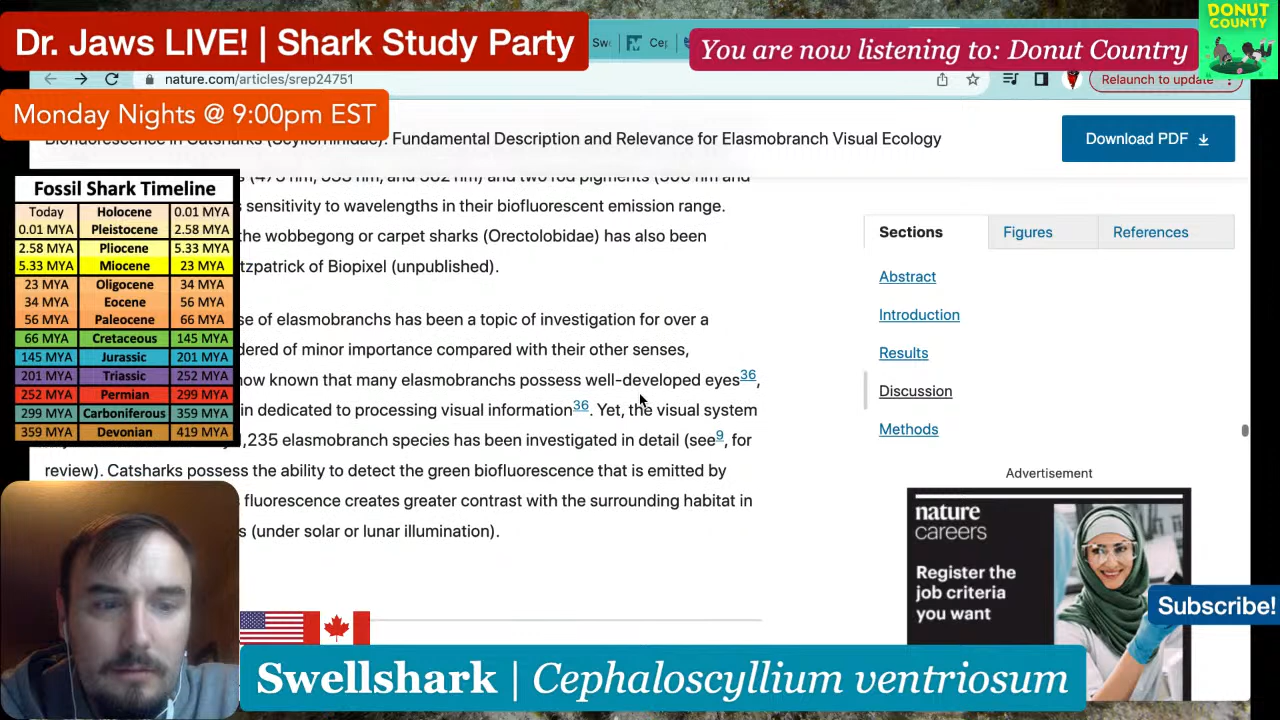 Dr. Jaws LIVE! | Shark Study Party
You are now listening to: Donut Country
DONUT
COUNTY
nature.com/articles/srep24751
Relaunch to update
Monday Nights @ 9:00pm EST
Fundamental Description and Relevance for Elasmobranch Visual Ecology
Download PDF
Fossil Shark Timeline
Today Holocene 0.01 MYA
0.01 MYA Pleistocene 2.58 MYA
2.58 MYA Pliocene 5.33 MYA
5.33 MYA Miocene 23 MYA
23 MYA Oligocene 34 MYA
34 MYA Eocene 56 MYA
56 MYA Paleocene 66 MYA
66 MYA Cretaceous 145 MYA
145 MYA Jurassic 201 MYA
201 MYA Triassic 252 MYA
252 MYA Permian 299 MYA
299 MYA Carboniferous 359 MYA
359 MYA Devonian 419 MYA
sensitivity to wavelengths in their biofluorescent emission range.
the wobbegong or carpet sharks (Orectolobidae) has also been
tzpatrick of Biopixel (unpublished).
se of elasmobranchs has been a topic of investigation for over a
dered of minor importance compared with their other senses,
now known that many elasmobranchs possess well-developed eyes36,
in dedicated to processing visual information36. Yet, the visual system
,235 elasmobranch species has been investigated in detail (see9, for
review). Catsharks possess the ability to detect the green biofluorescence that is emitted by
fluorescence creates greater contrast with the surrounding habitat in
s (under solar or lunar illumination).
Sections Figures References
Abstract
Introduction
Results
Discussion
Methods
Advertisement
nature
careers
Register the
job criteria
you want
Subscribe!
Swellshark | Cephaloscyllium ventriosum